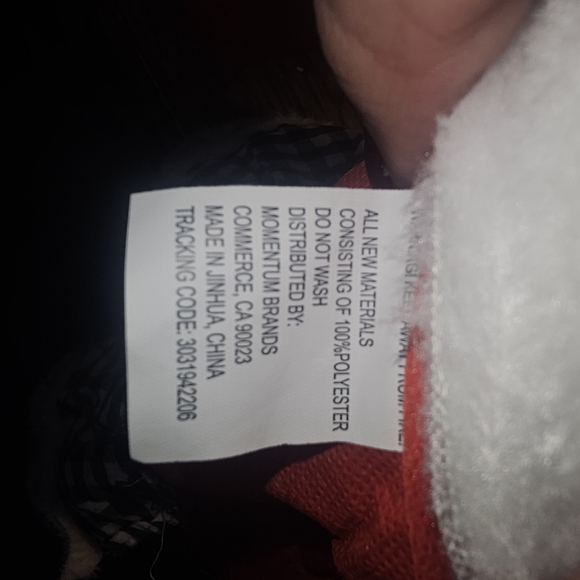 ALL NEW MATERIALS
CONSISTING OF 100%POLYESTER
DO NOT WASH
DISTRIBUTED BY:
MOMENTUM BRANDS
COMMERCE, CA 90023
MADE IN JINHUA, CHINA
TRACKING CODE: 3031942206